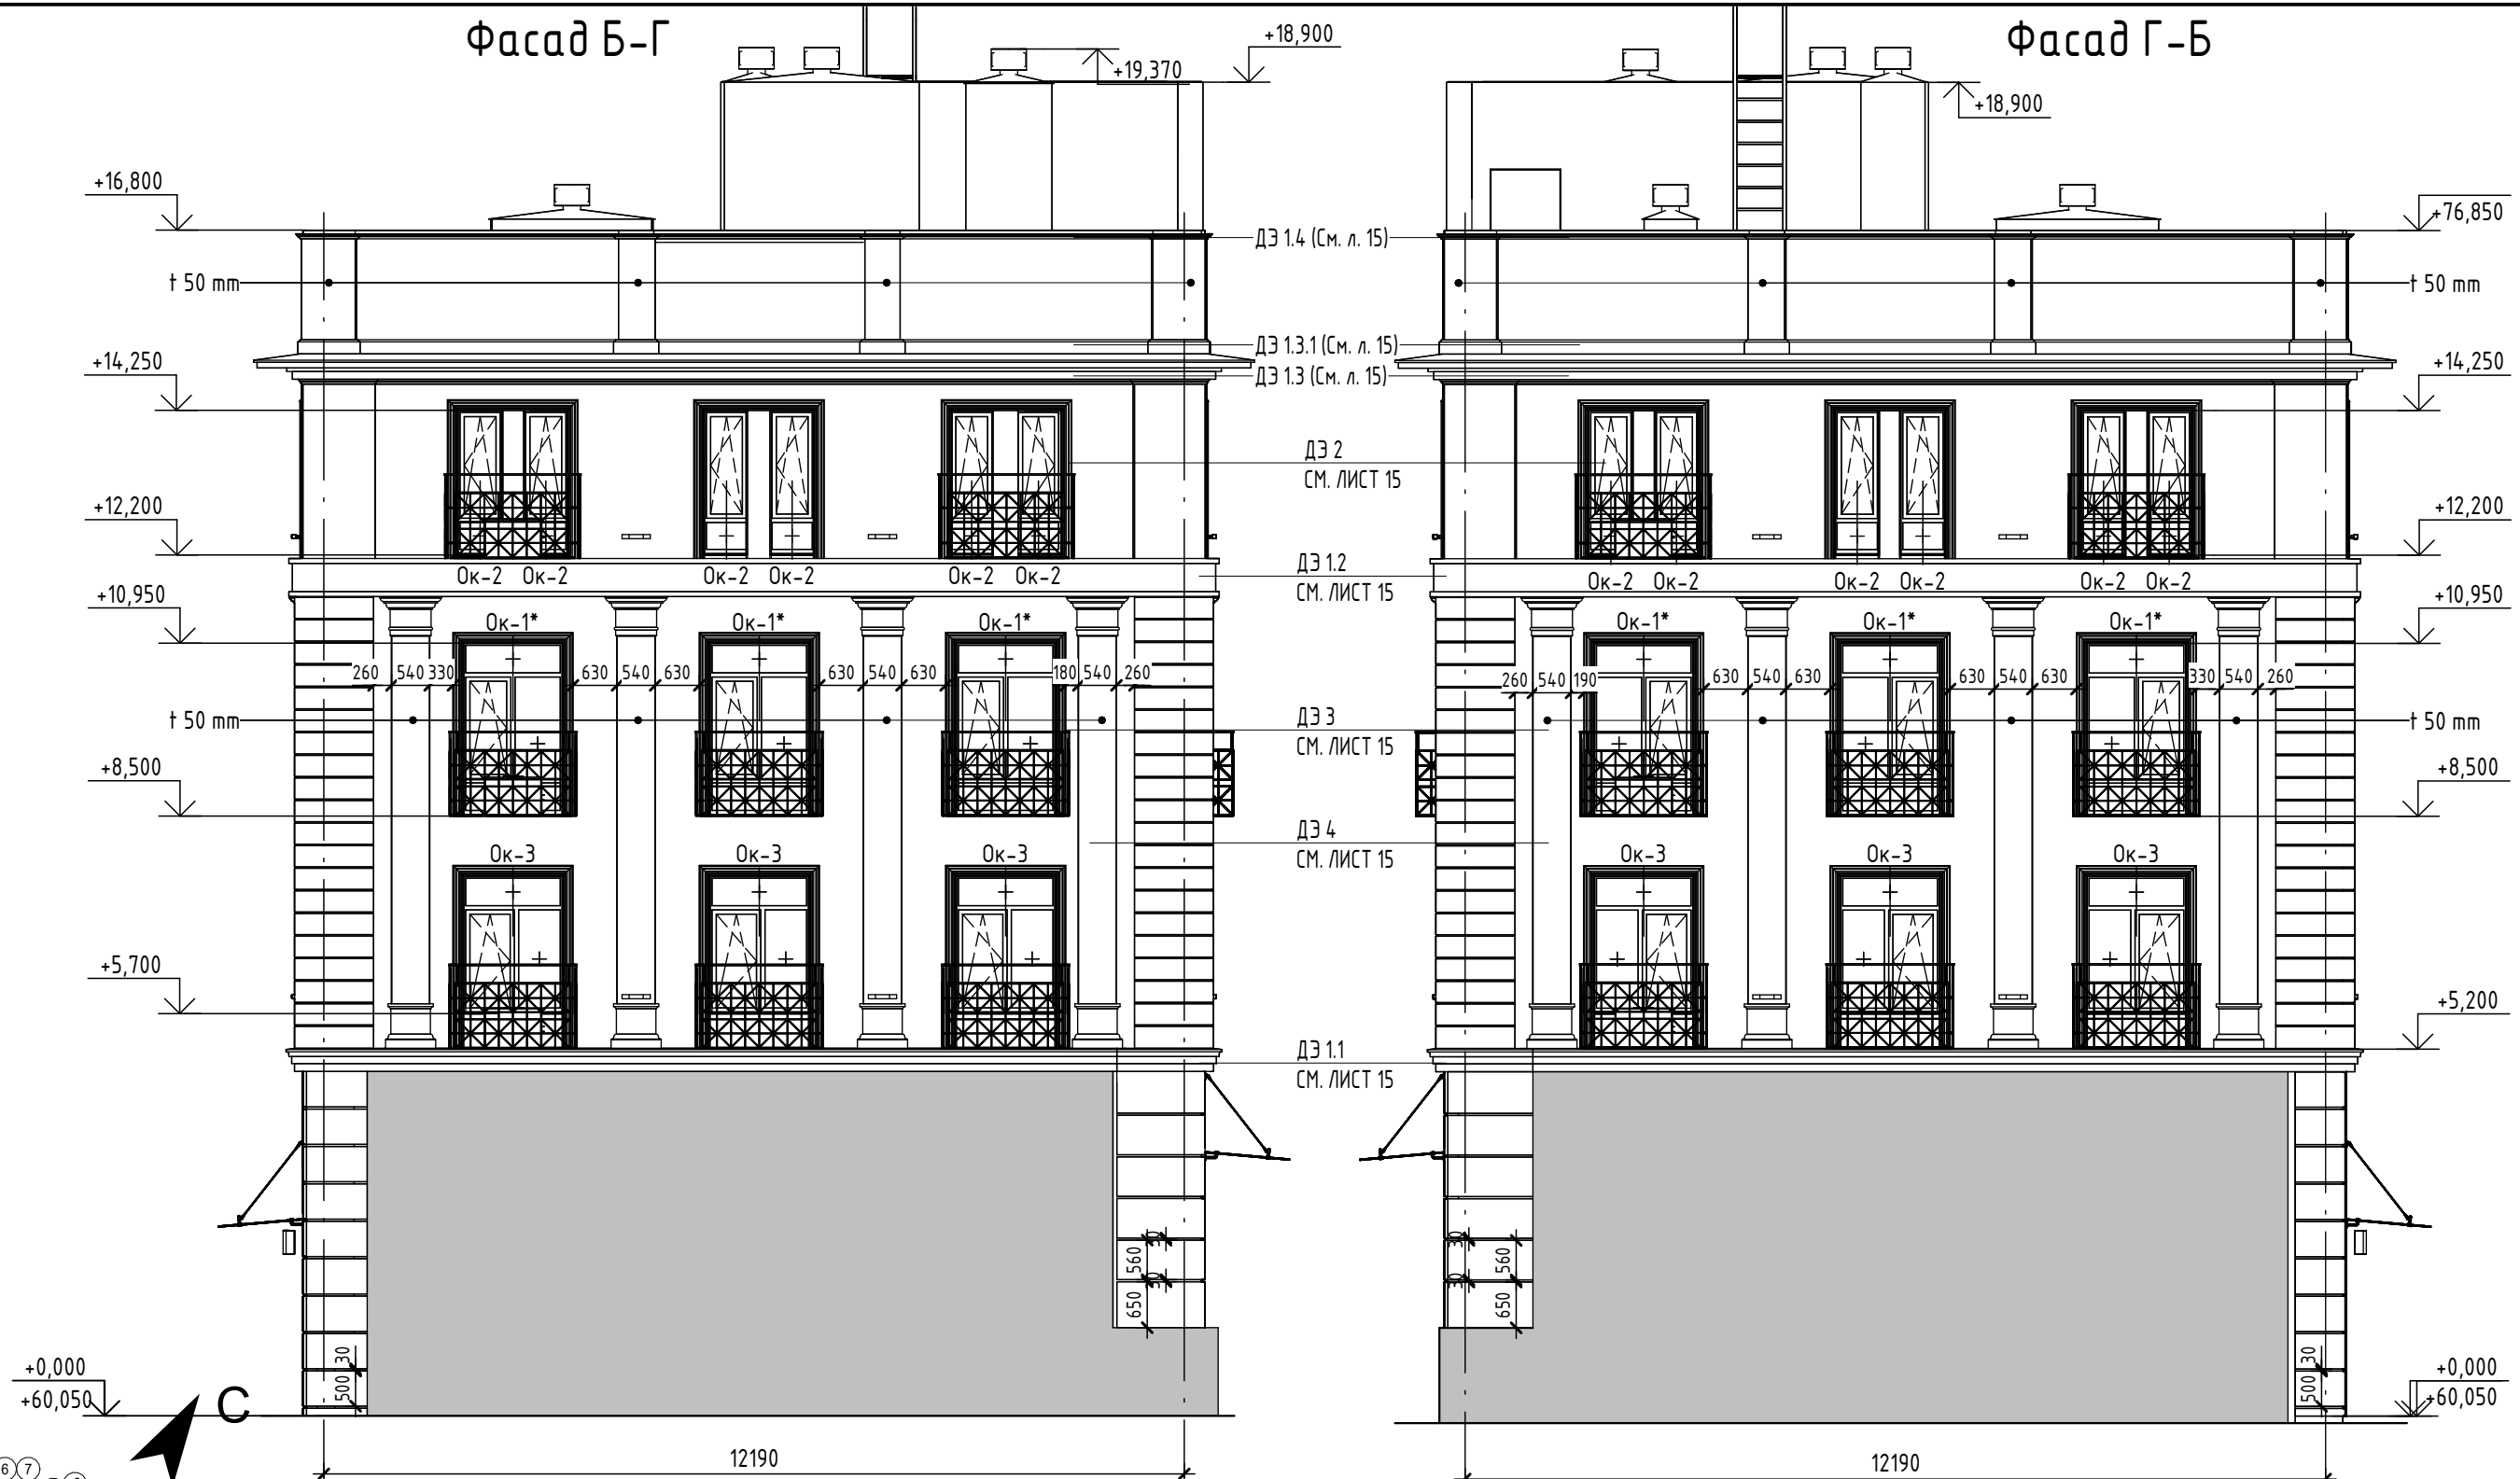 Фасад Б-Г
Фасад Г-Б
+18,900
+19,370
+18,900
+16,800
+76,850
ДЭ 1.4 (См. л. 15)
t 50 mm
t 50 mm
ДЭ 1.3.1 (См. л. 15)
+14,250
+14,250
ДЭ 1.3 (См. л. 15)
ДЭ 2
СМ. ЛИСТ 15
+12,200
+12,200
ДЭ 1.2
СМ. ЛИСТ 15
Ок-2 Ок-2 Ок-2 Ок-2 Ок-2 Ок-2
Ок-2 Ок-2 Ок-2 Ок-2 Ок-2 Ок-2
+10,950
+10,950
Ок-1* Ок-1* Ок-1*
Ок-1* Ок-1* Ок-1*
260 540 330 630 540 630 630 540 630 180 540 260
260 540 190 630 540 630 630 540 630 330 540 260
t 50 mm
t 50 mm
ДЭ 3
СМ. ЛИСТ 15
+8,500
+8,500
ДЭ 4
СМ. ЛИСТ 15
Ок-3 Ок-3 Ок-3
Ок-3 Ок-3 Ок-3
+5,700
+5,200
ДЭ 1.1
СМ. ЛИСТ 15
30
560
30
650
30
560
30
650
30
500
30
500
+0,000
+60,050
+0,000
+60,050
С
12190
12190
6 7